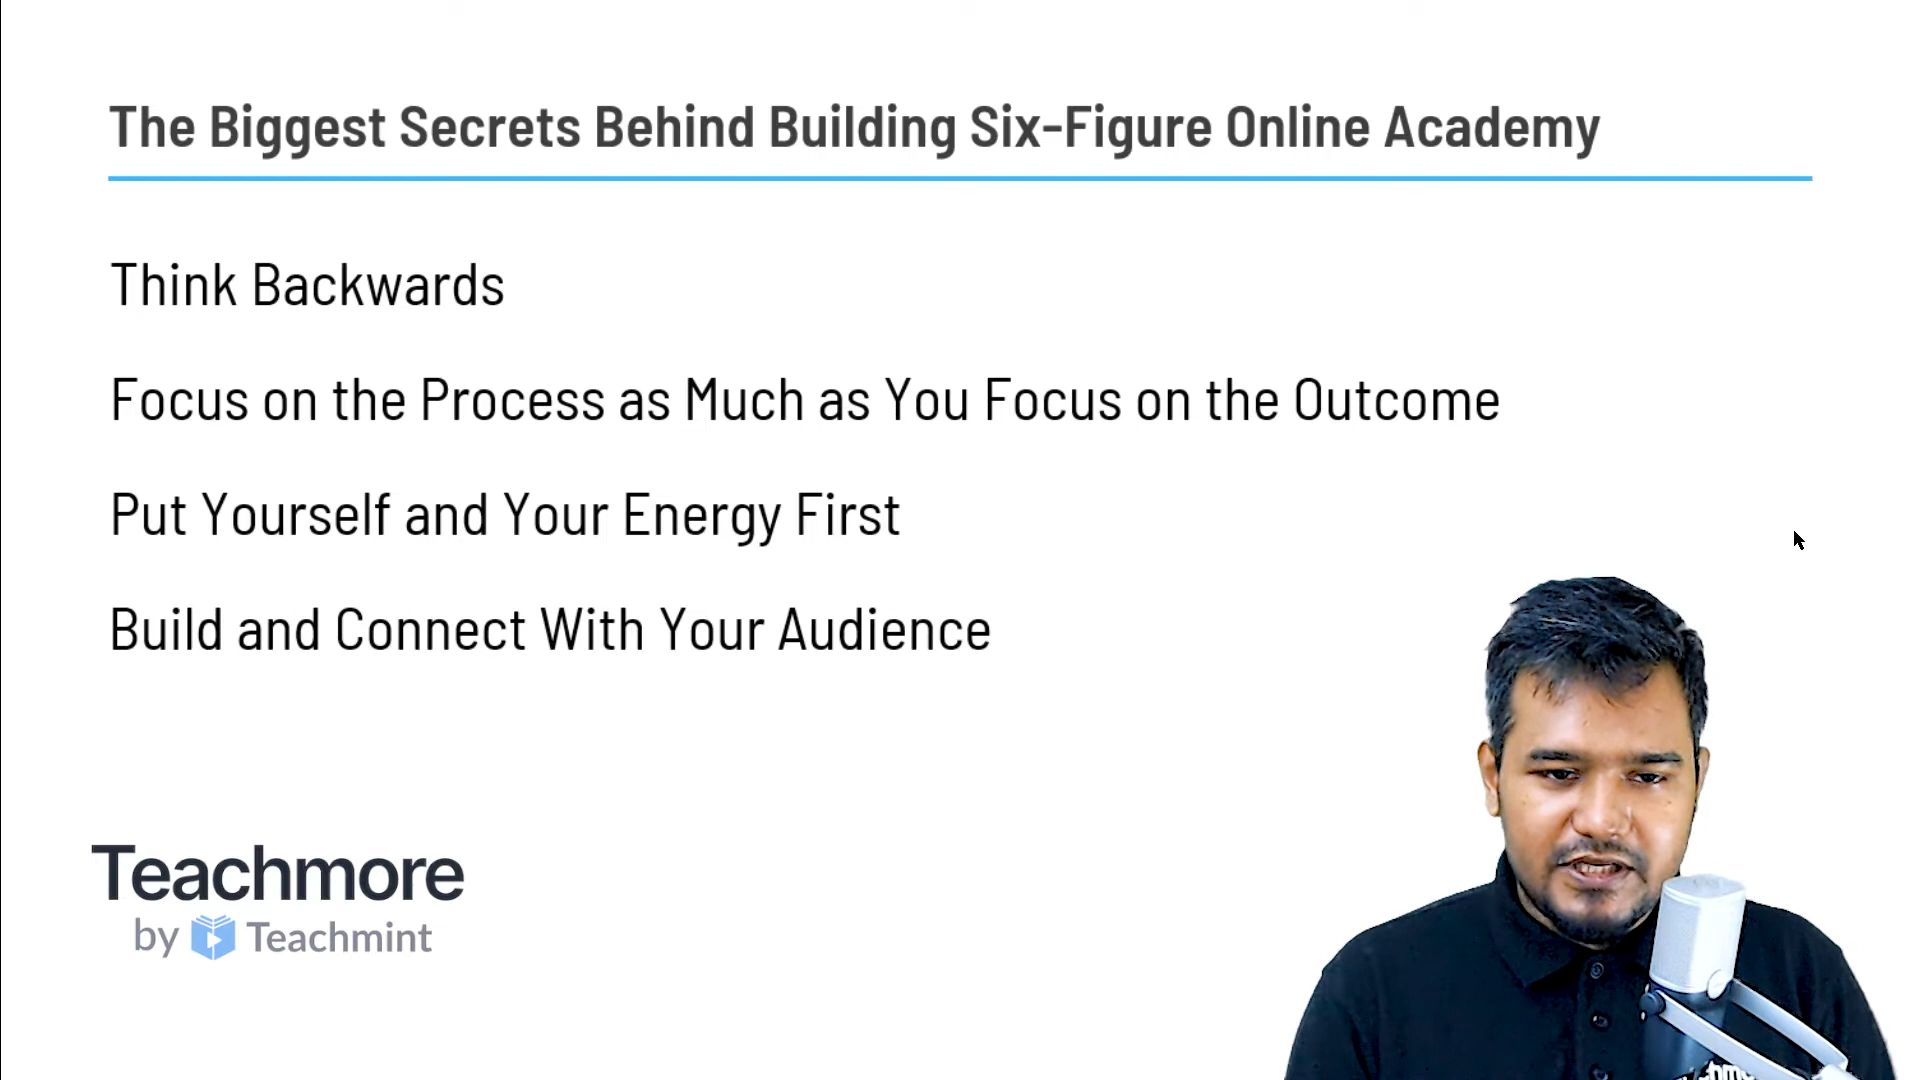 The Biggest Secrets Behind Building Six-Figure Online Academy
Think Backwards
Focus on the Process as Much as You Focus on the Outcome
Put Yourself and Your Energy First
Build and Connect With Your Audience
Teachmore
by Teachmint